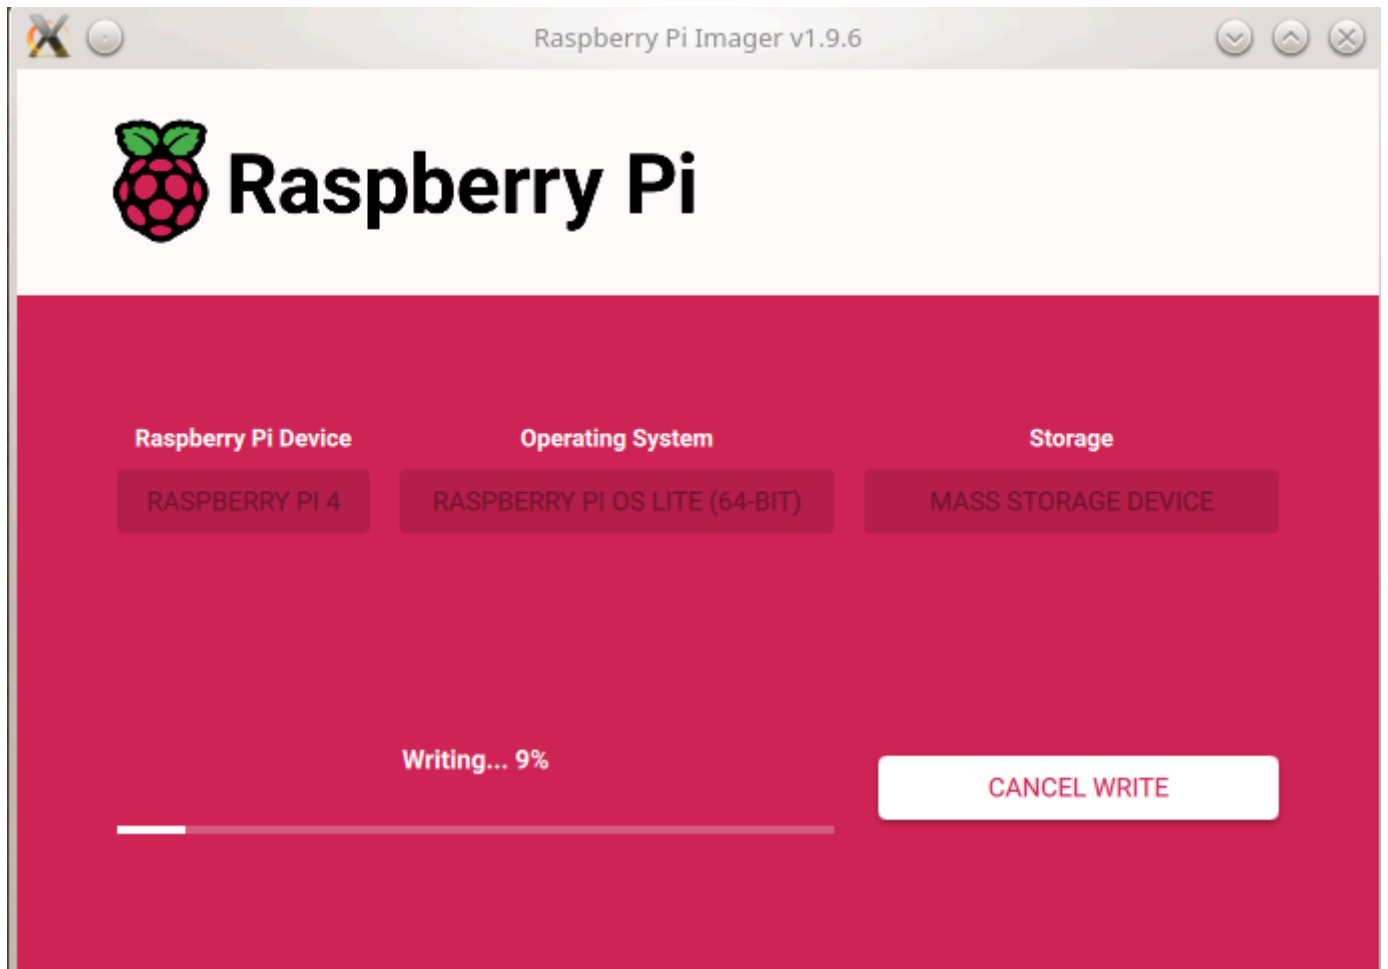 Raspberry Pi Imager v1.9.6
Raspberry Pi
Raspberry Pi Device
Operating System
Storage
RASPBERRY PI 4
RASPBERRY PI OS LITE (64-BIT)
MASS STORAGE DEVICE
Writing... 9%
CANCEL WRITE